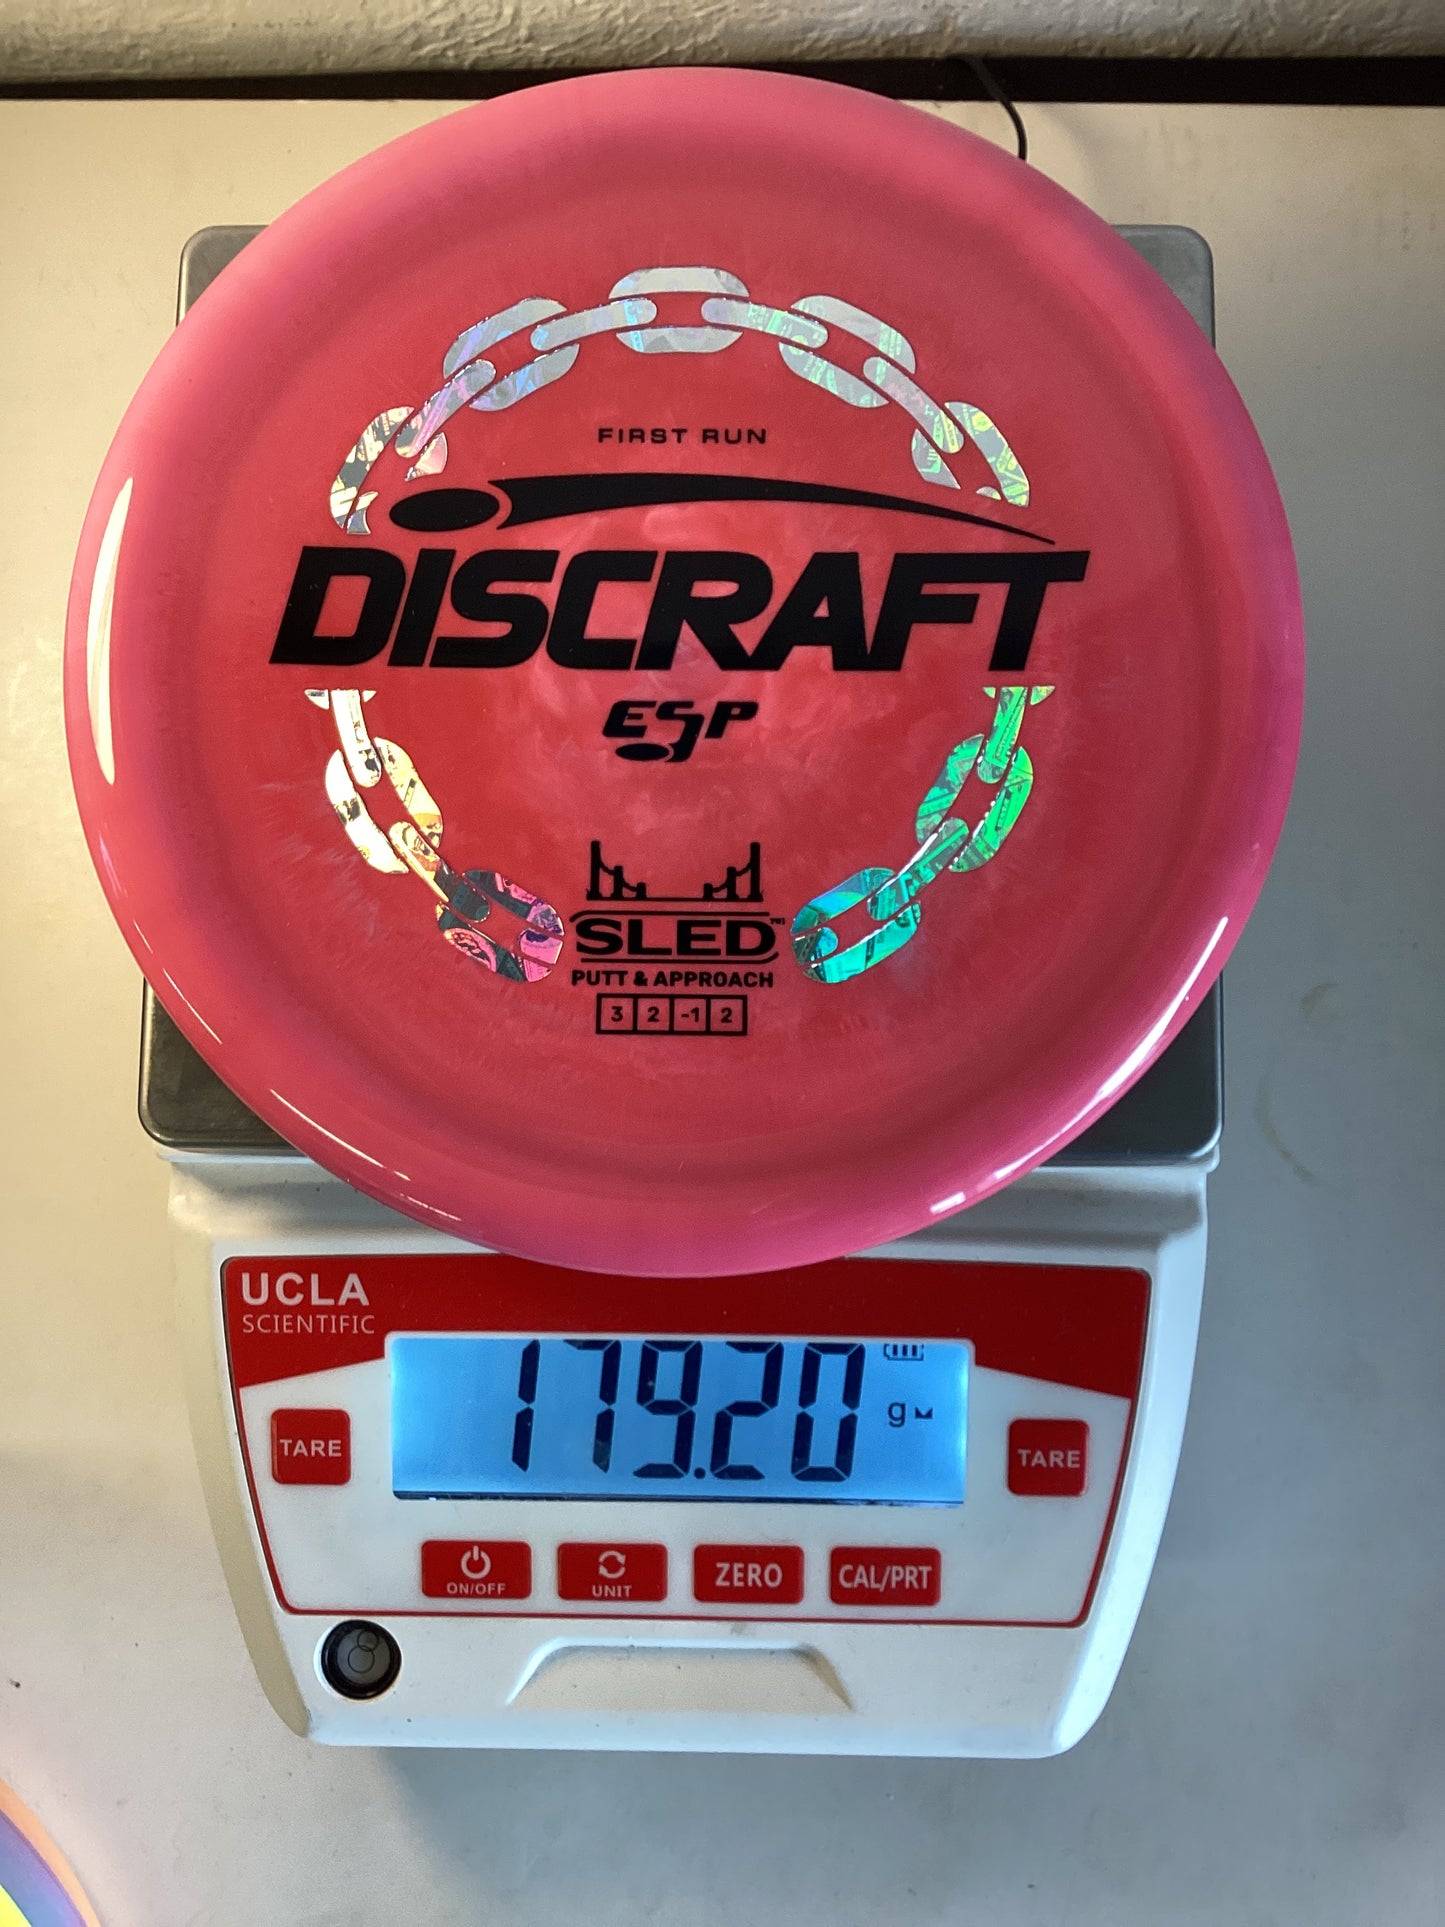 FIRST RUN
DISCRAFT
ESP
SLED™
PUTT & APPROACH
3 2 -1 2
UCLA
SCIENTIFIC
179.20 g
TARE
TARE
ON/OFF
UNIT
ZERO
CAL/PRT